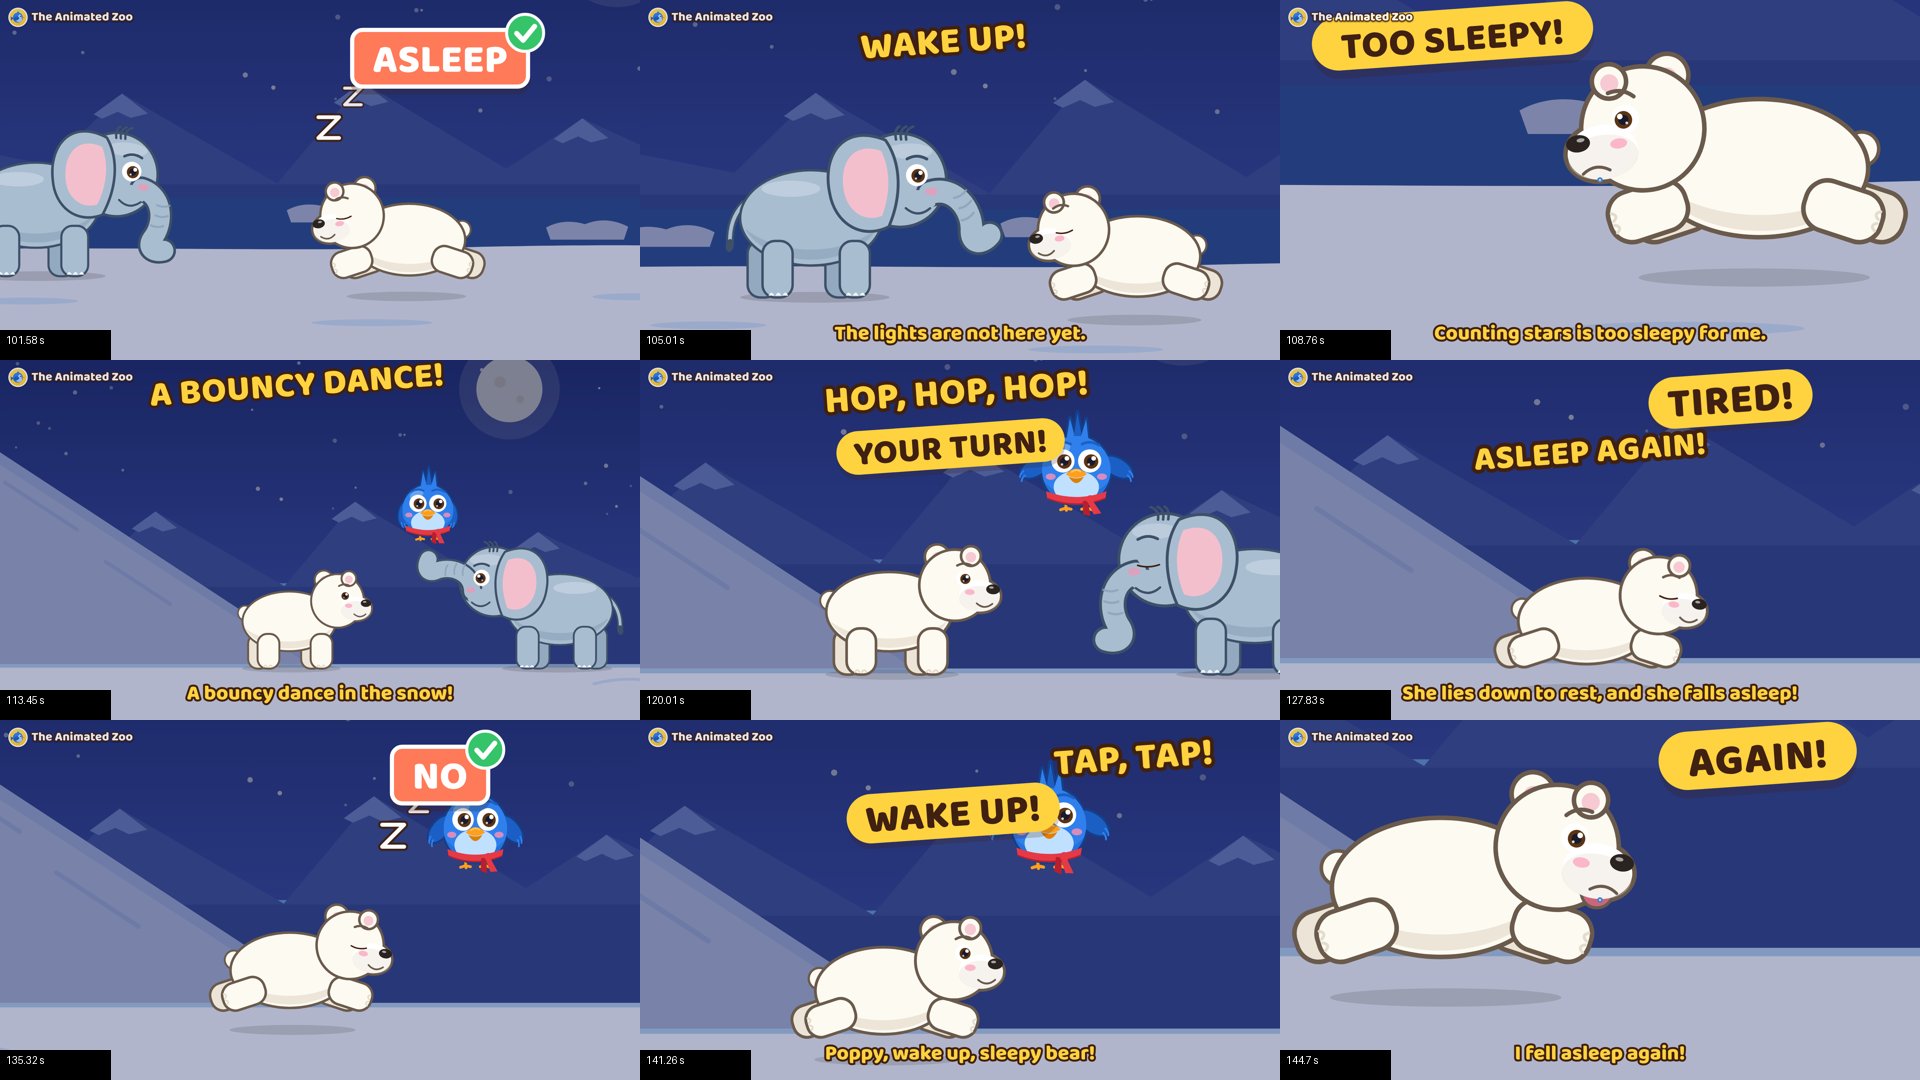 The Animated Zoo
ASLEEP
Z
Z
101.58 s
The Animated Zoo
WAKE UP!
The lights are not here yet.
105.01 s
The Animated Zoo
TOO SLEEPY!
Counting stars is too sleepy for me.
108.76 s
The Animated Zoo
A BOUNCY DANCE!
A bouncy dance in the snow!
113.45 s
The Animated Zoo
HOP, HOP, HOP!
YOUR TURN!
120.01 s
The Animated Zoo
TIRED!
ASLEEP AGAIN!
She lies down to rest, and she falls asleep!
127.83 s
The Animated Zoo
NO
Z
135.32 s
The Animated Zoo
TAP, TAP!
WAKE UP!
Poppy, wake up, sleepy bear!
141.26 s
The Animated Zoo
AGAIN!
I fell asleep again!
144.7 s